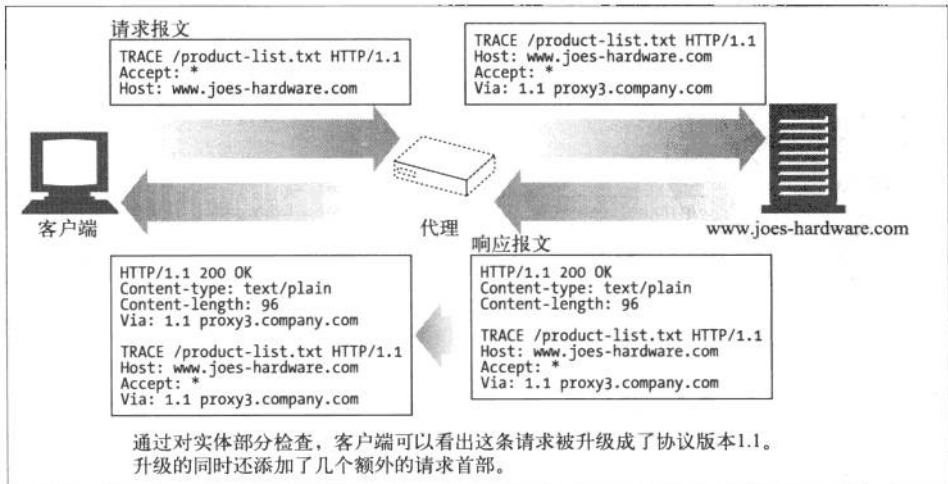 请求报文
TRACE /product-list.txt HTTP/1.1
Accept: *
Host: www.joes-hardware.com
TRACE /product-list.txt HTTP/1.1
Host: www.joes-hardware.com
Accept: *
Via: 1.1 proxy3.company.com
客户端
代理
www.joes-hardware.com
响应报文
HTTP/1.1 200 OK
Content-type: text/plain
Content-length: 96
Via: 1.1 proxy3.company.com
TRACE /product-list.txt HTTP/1.1
Host: www.joes-hardware.com
Accept: *
Via: 1.1 proxy3.company.com
HTTP/1.1 200 OK
Content-type: text/plain
Content-length: 96
TRACE /product-list.txt HTTP/1.1
Host: www.joes-hardware.com
Accept: *
Via: 1.1 proxy3.company.com
通过对实体部分检查，客户端可以看出这条请求被升级成了协议版本1.1。
升级的同时还添加了几个额外的请求首部。